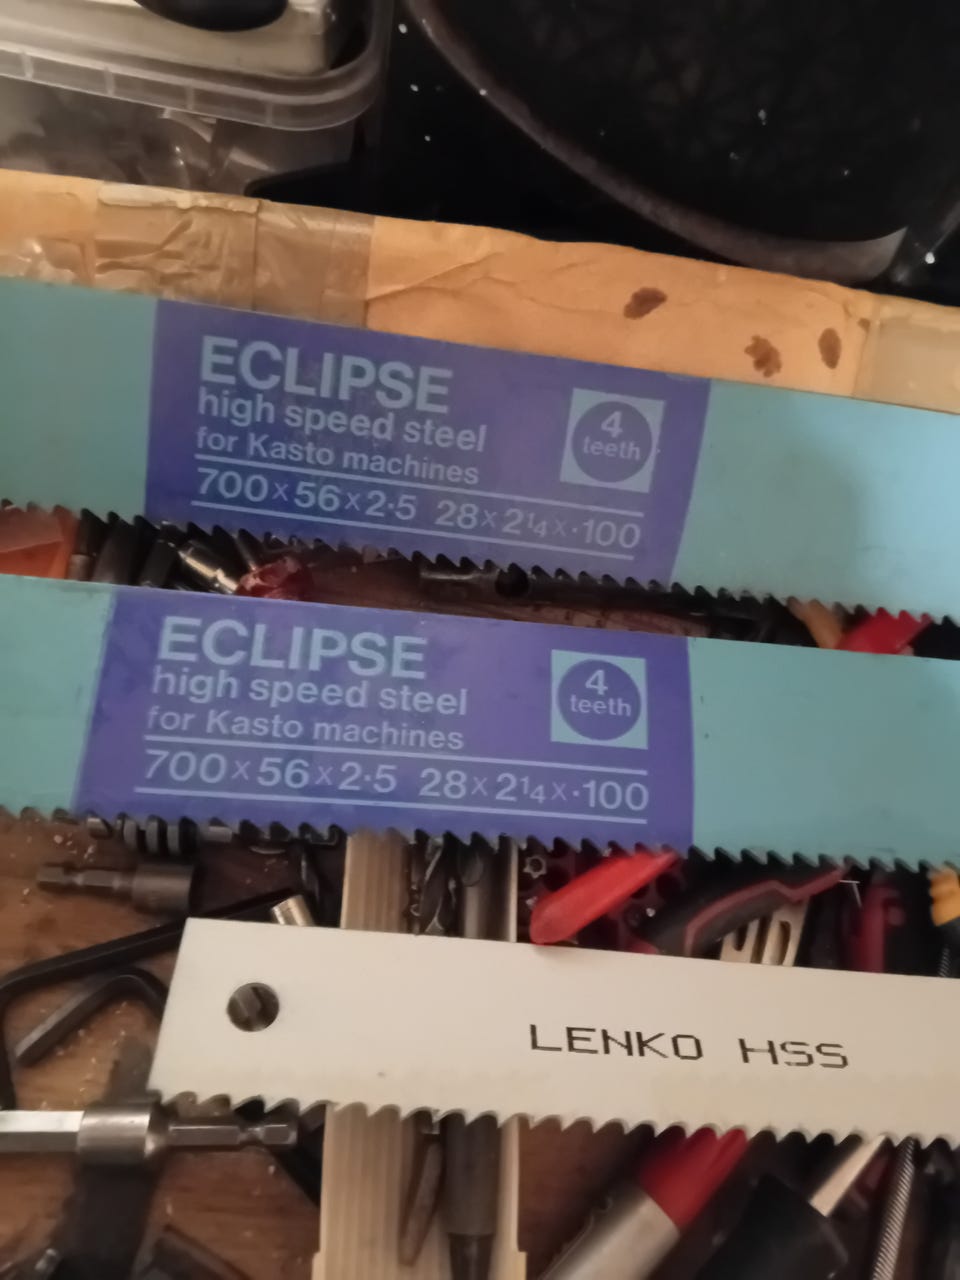 ECLIPSE
high speed steel
for Kasto machines
4
teeth
700×56×2·5 28×2¼×·100
ECLIPSE
high speed steel
for Kasto machines
4
teeth
700×56×2·5 28×2¼×·100
LENKO HSS